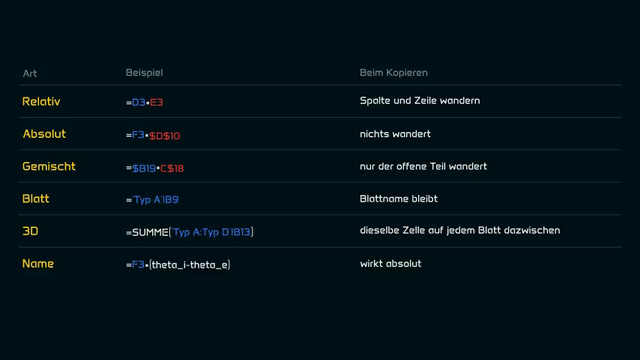 Art Beispiel Beim Kopieren
Relativ =D3*E3 Spalte und Zeile wandern
Absolut =F3*$D$10 nichts wandert
Gemischt =$B19*C$18 nur der offene Teil wandert
Blatt =Typ A'!B9 Blattname bleibt
3D =SUMME(Typ A:Typ D'!B13) dieselbe Zelle auf jedem Blatt dazwischen
Name =F3*(theta_i-theta_e) wirkt absolut